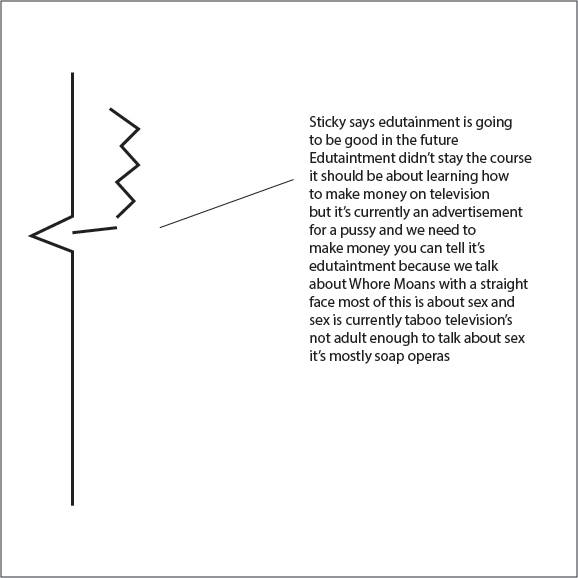 Sticky says edutainment is going
to be good in the future
Edutaintment didn't stay the course
it should be about learning how
to make money on television
but it's currently an advertisement
for a pussy and we need to
make money you can tell it's
edutaintment because we talk
about Whore Moans with a straight
face most of this is about sex and
sex is currently taboo television's
not adult enough to talk about sex
it's mostly soap operas